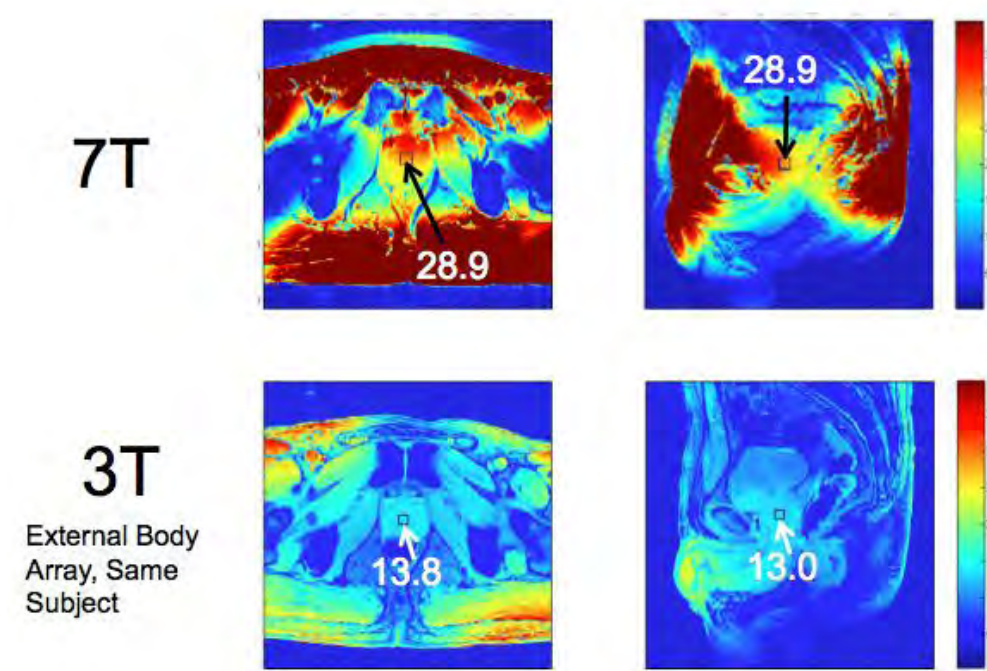 7T
28.9
28.9
3T
External Body
Array, Same
Subject
13.8
13.0